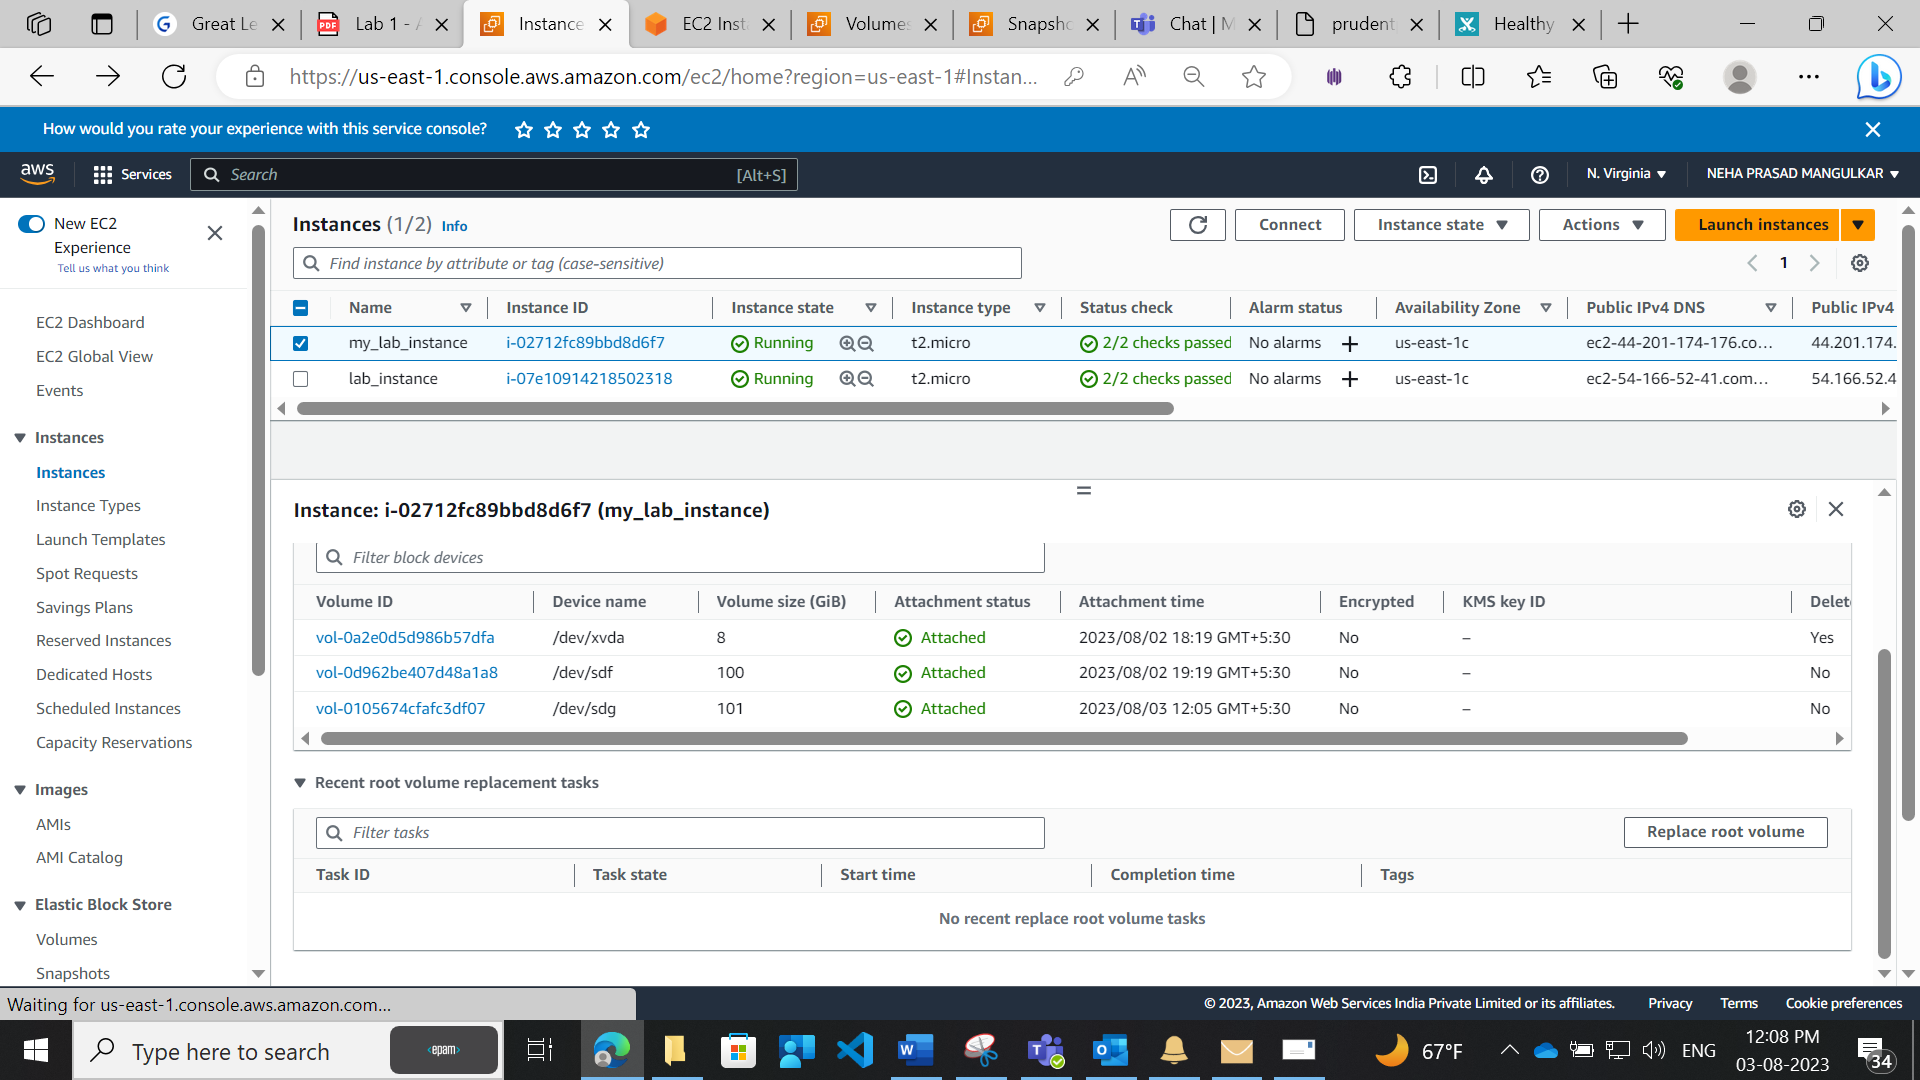 Great Le
Lab 1 - A
Instance
EC2 Inst
Volumes
Snapsho
Chat | M
prudent
Healthy
https://us-east-1.console.aws.amazon.com/ec2/home?region=us-east-1#Instan...
How would you rate your experience with this service console?
aws
Services
Search
[Alt+S]
N. Virginia
NEHA PRASAD MANGULKAR
New EC2 Experience
Tell us what you think
EC2 Dashboard
EC2 Global View
Events
Instances
Instances
Instance Types
Launch Templates
Spot Requests
Savings Plans
Reserved Instances
Dedicated Hosts
Scheduled Instances
Capacity Reservations
Images
AMIs
AMI Catalog
Elastic Block Store
Volumes
Snapshots
Instances (1/2) Info
Connect
Instance state
Actions
Launch instances
Find instance by attribute or tag (case-sensitive)
1
Name Instance ID Instance state Instance type Status check Alarm status Availability Zone Public IPv4 DNS Public IPv4
my_lab_instance i-02712fc89bbd8d6f7 Running t2.micro 2/2 checks passed No alarms + us-east-1c ec2-44-201-174-176.co... 44.201.174.
lab_instance i-07e10914218502318 Running t2.micro 2/2 checks passed No alarms + us-east-1c ec2-54-166-52-41.com... 54.166.52.4
Instance: i-02712fc89bbd8d6f7 (my_lab_instance)
Filter block devices
Volume ID Device name Volume size (GiB) Attachment status Attachment time Encrypted KMS key ID Delet
vol-0a2e0d5d986b57dfa /dev/xvda 8 Attached 2023/08/02 18:19 GMT+5:30 No – Yes
vol-0d962be407d48a1a8 /dev/sdf 100 Attached 2023/08/02 19:19 GMT+5:30 No – No
vol-0105674cfafc3df07 /dev/sdg 101 Attached 2023/08/03 12:05 GMT+5:30 No – No
Recent root volume replacement tasks
Filter tasks
Replace root volume
Task ID Task state Start time Completion time Tags
No recent replace root volume tasks
Waiting for us-east-1.console.aws.amazon.com...
© 2023, Amazon Web Services India Private Limited or its affiliates. Privacy Terms Cookie preferences
Type here to search
<epam>
67°F
ENG
12:08 PM
03-08-2023
34